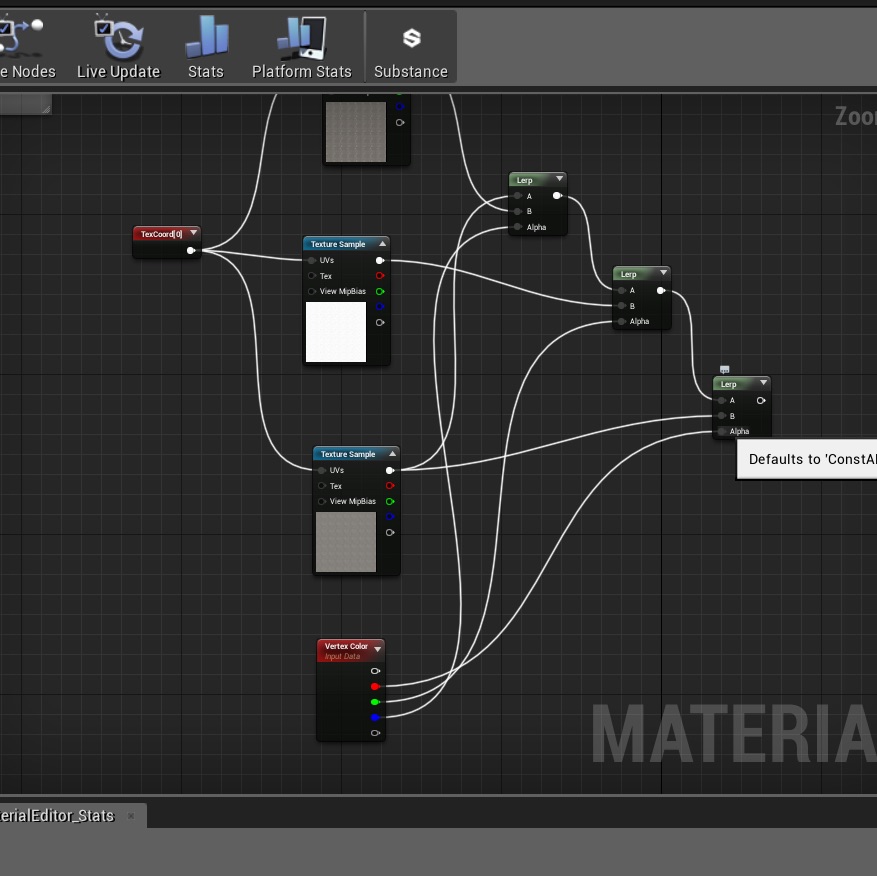 e Nodes
Live Update
Stats
Platform Stats
Substance
Zoo
Lerp
A
B
Alpha
TexCoord[0]
Texture Sample
UVs
Tex
View MipBias
Lerp
A
B
Alpha
Lerp
A
B
Alpha
Defaults to 'ConstAl
Texture Sample
UVs
Tex
View MipBias
Vertex Color
Input Data
MATERIA
erialEditor_Stats